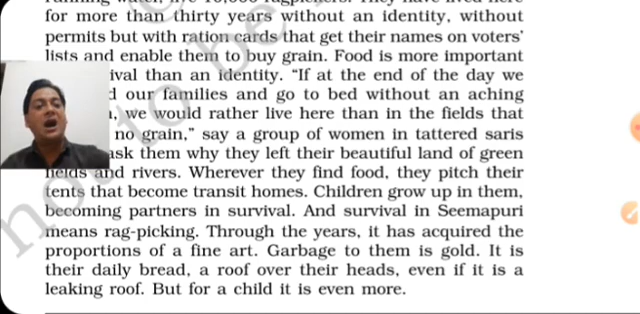 for more than thirty years without an identity, without
permits but with ration cards that get their names on voters'
lists and enable them to buy grain. Food is more important
ival than an identity. "If at the end of the day we
our families and go to bed without an aching
, we would rather live here than in the fields that
no grain," say a group of women in tattered saris
ask them why they left their beautiful land of green
fields and rivers. Wherever they find food, they pitch their
tents that become transit homes. Children grow up in them,
becoming partners in survival. And survival in Seemapuri
means rag-picking. Through the years, it has acquired the
proportions of a fine art. Garbage to them is gold. It is
their daily bread, a roof over their heads, even if it is a
leaking roof. But for a child it is even more.